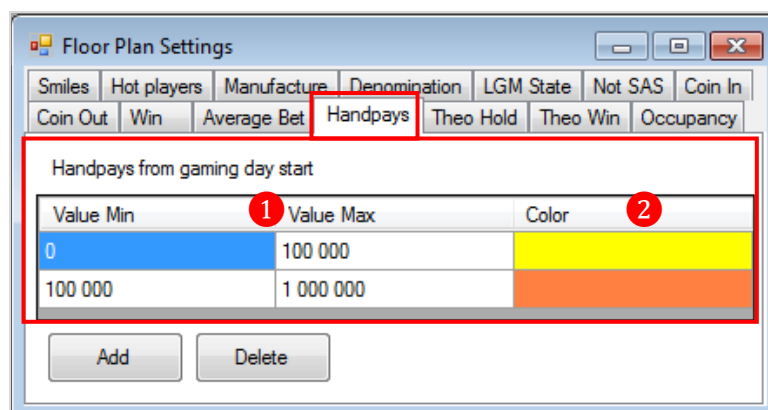 Floor Plan Settings
Smiles Hot players Manufacture Denomination LGM State Not SAS Coin In
Coin Out Win Average Bet Handpays Theo Hold Theo Win Occupancy
Handpays from gaming day start
Value Min 1 Value Max Color 2
0 100 000
100 000 1 000 000
Add Delete